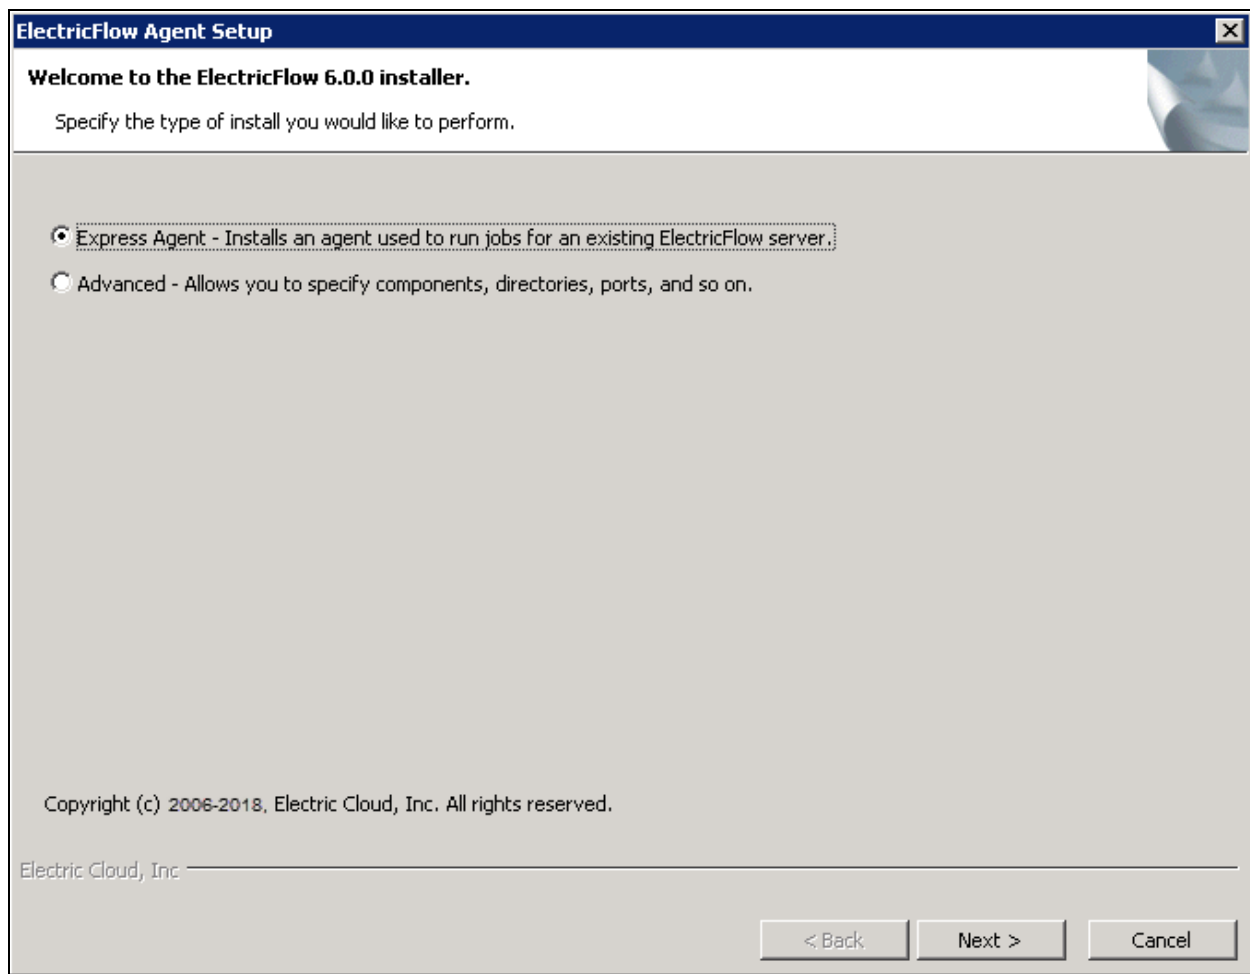 ElectricFlow Agent Setup
Welcome to the ElectricFlow 6.0.0 installer.
Specify the type of install you would like to perform.
Express Agent - Installs an agent used to run jobs for an existing ElectricFlow server.
Advanced - Allows you to specify components, directories, ports, and so on.
Copyright (c) 2006-2018, Electric Cloud, Inc. All rights reserved.
Electric Cloud, Inc
< Back Next > Cancel